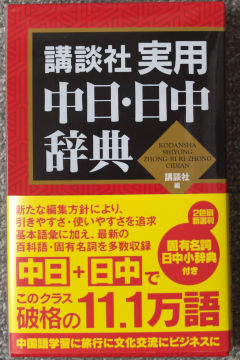 講談社 実用
中日・日中
辞典
KODANSHA
SHIYONG
ZHONG-RI RI-ZHONG
CIDIAN
講談社
編
新たな編集方針により、
引きやすさ・使いやすさを追求
基本語彙に加え、最新の
百科語・固有名詞を多数収録
2色刷
新書判
固有名詞
日中小辞典
付き
中日+日中で
このクラス
破格の11.1万語
中国語学習に旅行に文化交流にビジネスに